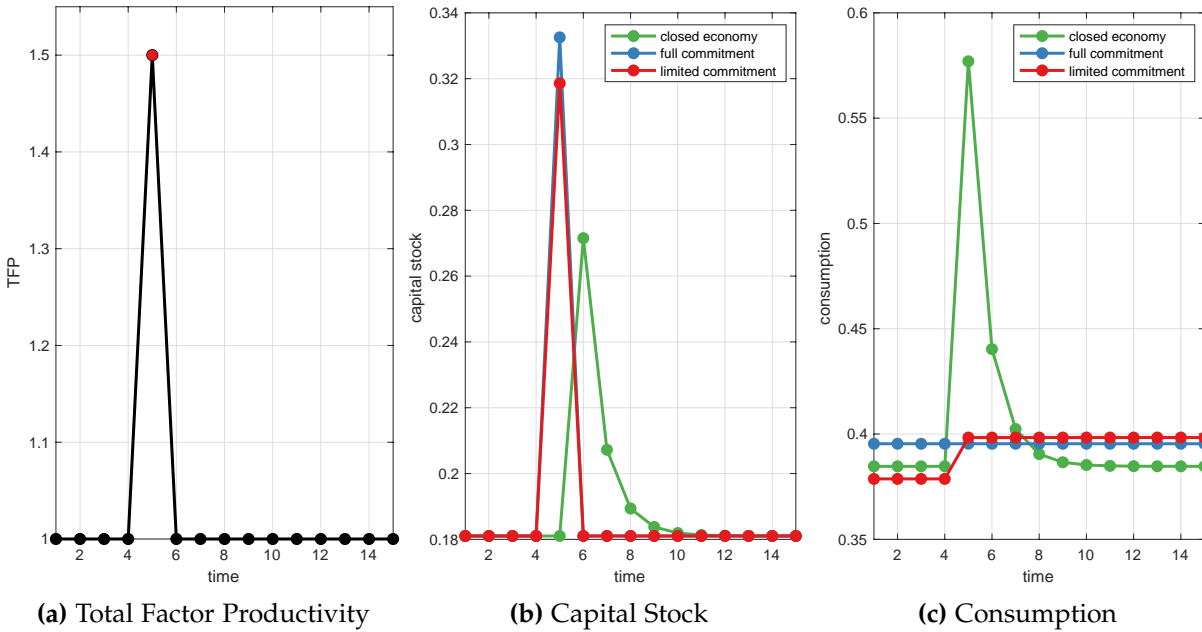 1.5
1.4
1.3
1.2
1.1
1
TFP
2 4 6 8 10 12 14
time
(a) Total Factor Productivity
0.34
0.32
0.3
0.28
0.26
0.24
0.22
0.2
0.18
capital stock
closed economy
full commitment
limited commitment
2 4 6 8 10 12 14
time
(b) Capital Stock
0.6
0.55
0.5
0.45
0.4
0.35
consumption
closed economy
full commitment
limited commitment
2 4 6 8 10 12 14
time
(c) Consumption